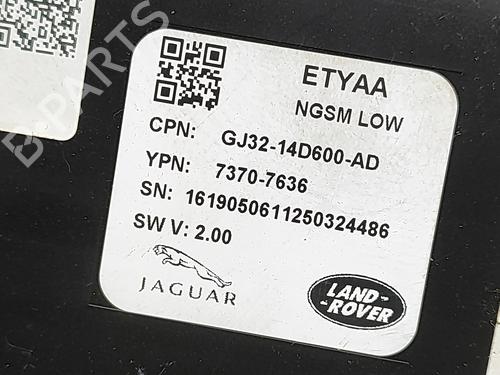 ETYAA
NGSM LOW
CPN: GJ32-14D600-AD
YPN: 7370-7636
SN: 1619050611250324486
SW V: 2.00
JAGUAR
LAND-
ROVER
B-PARTS